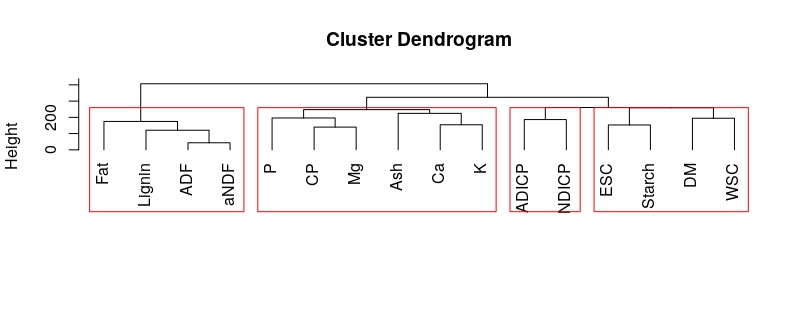 Cluster Dendrogram
Height
0
200
Fat
Lignin
ADF
aNDF
P
CP
Mg
Ash
Ca
K
ADICP
NDICP
ESC
Starch
DM
WSC